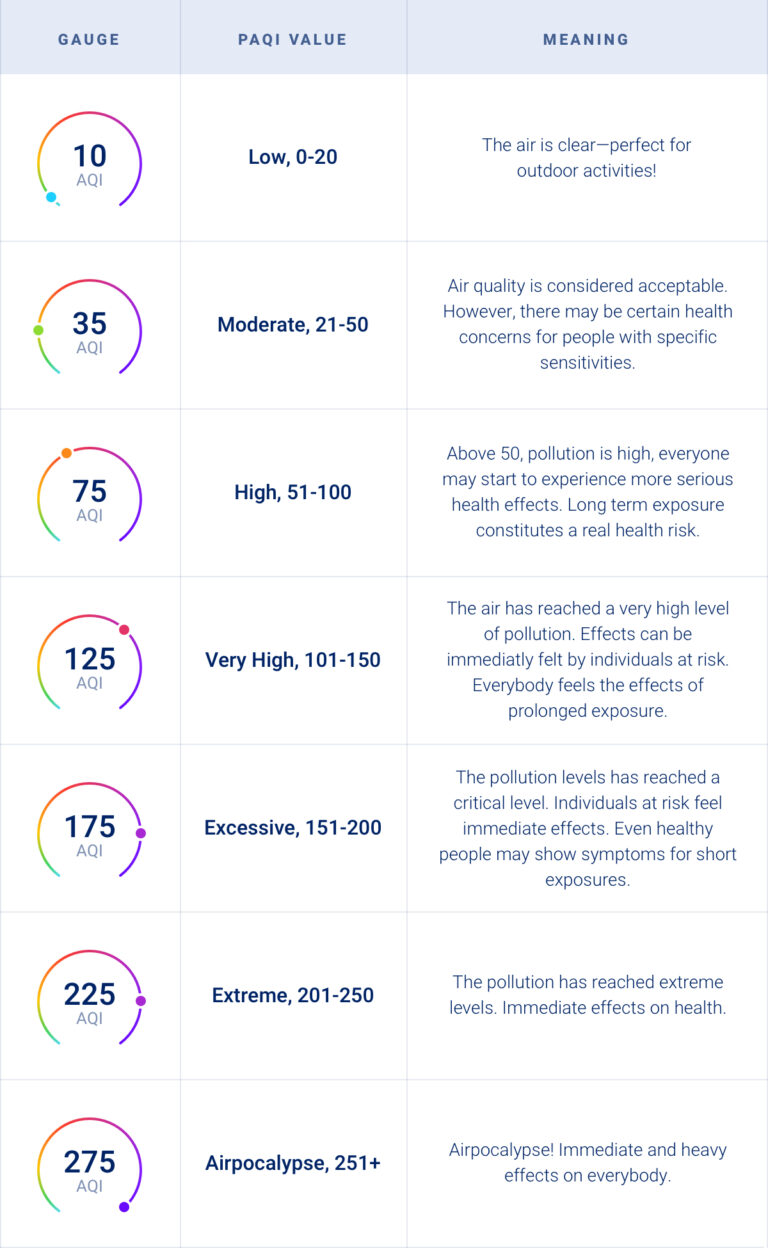 GAUGE
PAQI VALUE
MEANING
10
AQI
Low, 0-20
The air is clear—perfect for
outdoor activities!
35
AQI
Moderate, 21-50
Air quality is considered acceptable.
However, there may be certain health
concerns for people with specific
sensitivities.
75
AQI
High, 51-100
Above 50, pollution is high, everyone
may start to experience more serious
health effects. Long term exposure
constitutes a real health risk.
125
AQI
Very High, 101-150
The air has reached a very high level
of pollution. Effects can be
immediatly felt by individuals at risk.
Everybody feels the effects of
prolonged exposure.
175
AQI
Excessive, 151-200
The pollution levels has reached a
critical level. Individuals at risk feel
immediate effects. Even healthy
people may show symptoms for short
exposures.
225
AQI
Extreme, 201-250
The pollution has reached extreme
levels. Immediate effects on health.
275
AQI
Airpocalypse, 251+
Airpocalypse! Immediate and heavy
effects on everybody.